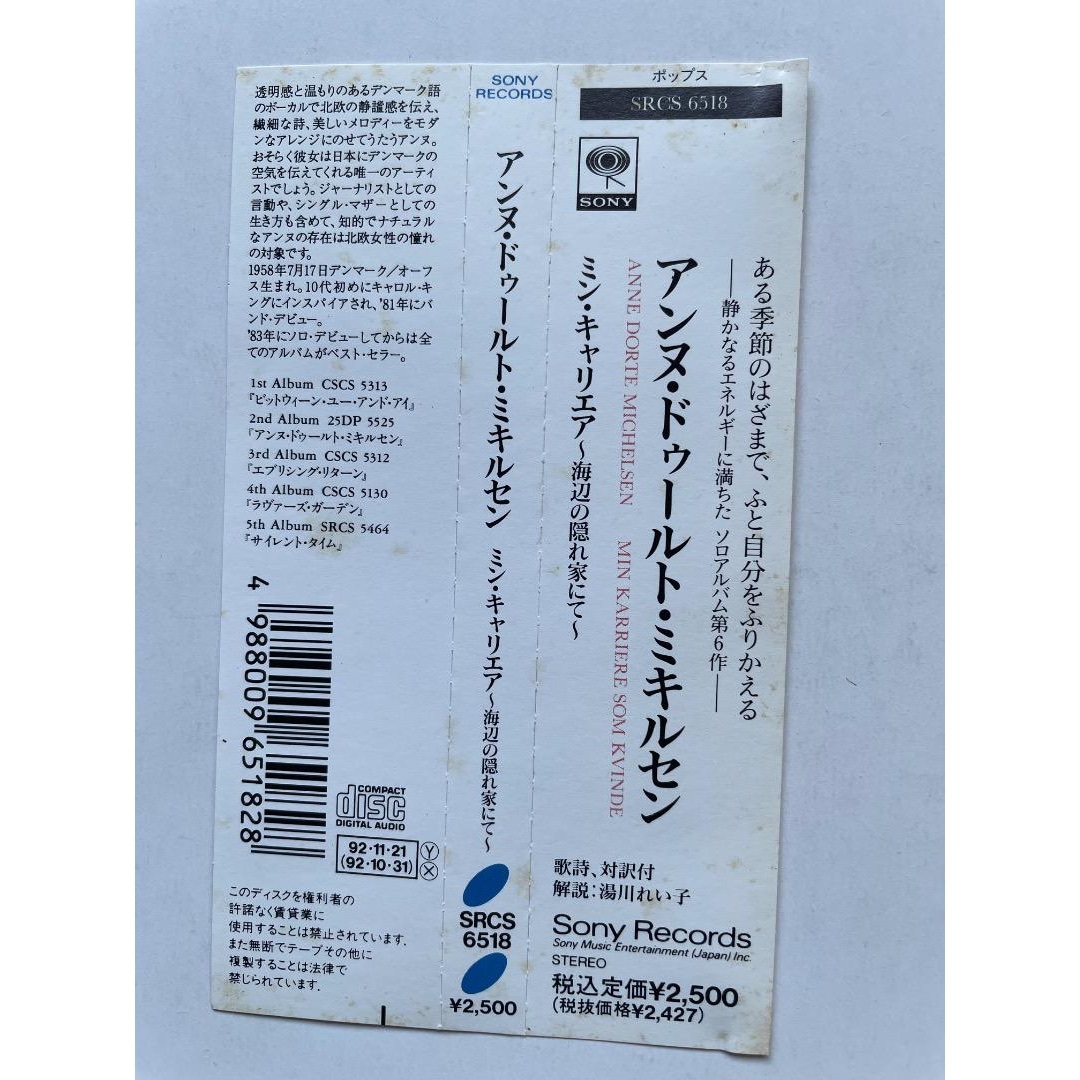 透明感と温もりのあるデンマーク語
のボーカルで北欧の静謐感を伝え、
繊細な詩、美しいメロディーをモダ
ンなアレンジにのせてうたうアンヌ。
おそらく彼女は日本にデンマークの
空気を伝えてくれる唯一のアーティ
ストでしょう。ジャーナリストとしての
言動や、シングル・マザーとしての
生き方も含めて、知的でナチュラル
なアンヌの存在は北欧女性の憧れ
の対象です。
1958年7月17日デンマーク/オーフ
ス生まれ。10代初めにキャロル・キ
ングにインスパイアされ、'81年にバ
ンド・デビュー。
'83年にソロ・デビューしてからは全
てのアルバムがベスト・セラー。
1st Album CSCS 5313
『ビットウィーン・ユー・アンド・アイ』
2nd Album 25DP 5525
『アンヌ・ドゥールト・ミキルセン』
3rd Album CSCS 5312
『エブリシング・リターン』
4th Album CSCS 5130
『ラヴァーズ・ガーデン』
5th Album SRCS 5464
『サイレント・タイム』
4 988009 651828
COMPACT
disc
DIGITAL AUDIO
92・11・21 Y
(92・10・31) X
このディスクを権利者の
許諾なく賃貸業に
使用することは禁止されています.
また無断でテープその他に
複製することは法律で
禁じられています.
SONY
RECORDS
アンヌ・ドゥールト・ミキルセン ミン・キャリエア〜海辺の隠れ家にて〜
SRCS
6518
¥2,500
ポップス
SRCS 6518
SONY
ある季節のはざまで、ふと自分をふりかえる
——静かなるエネルギーに満ちた ソロアルバム第6作——
アンヌ・ドゥールト・ミキルセン
ANNE DORTE MICHELSEN MIN KARRIERE SOM KVINDE
ミン・キャリエア〜海辺の隠れ家にて〜
歌詩、対訳付
解説:湯川れい子
Sony Records
Sony Music Entertainment (Japan) Inc.
STEREO
税込定価¥2,500
(税抜価格¥2,427)